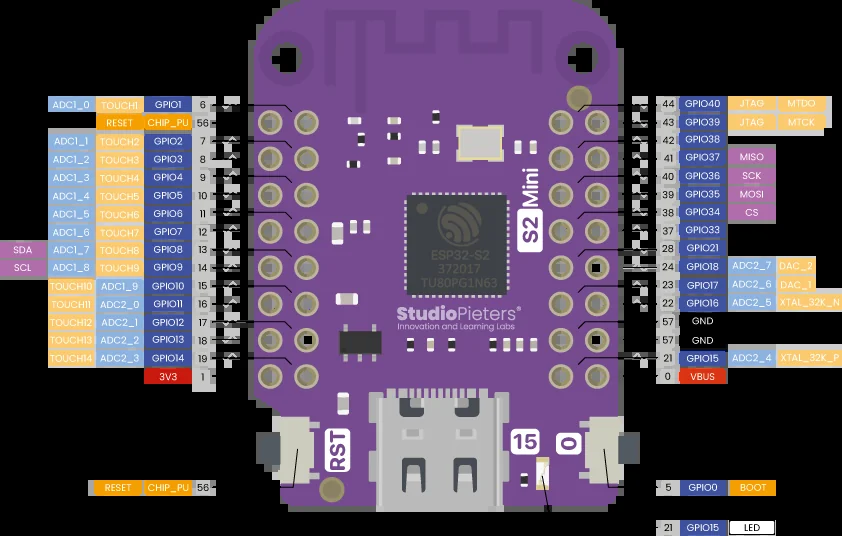 ADC1_0 TOUCH1 GPIO1 6
RESET CHIP_PU 56
ADC1_1 TOUCH2 GPIO2 7
ADC1_2 TOUCH3 GPIO3 8
ADC1_3 TOUCH4 GPIO4 9
ADC1_4 TOUCH5 GPIO5 10
ADC1_5 TOUCH6 GPIO6 11
ADC1_6 TOUCH7 GPIO7 12
SDA ADC1_7 TOUCH8 GPIO8 13
SCL ADC1_8 TOUCH9 GPIO9 14
TOUCH10 ADC1_9 GPIO10 15
TOUCH11 ADC2_0 GPIO11 16
TOUCH12 ADC2_1 GPIO12 17
TOUCH13 ADC2_2 GPIO13 18
TOUCH14 ADC2_3 GPIO14 19
3V3 1
RESET CHIP_PU 56
S2 Mini
ESP32-S2
372017
TU80PG1N63
StudioPieters®
Innovation and Learning Labs
RST
15
0
44 GPIO40 JTAG MTDO
43 GPIO39 JTAG MTCK
42 GPIO38
41 GPIO37 MISO
40 GPIO36 SCK
39 GPIO35 MOSI
38 GPIO34 CS
37 GPIO33
28 GPIO21
24 GPIO18 ADC2_7 DAC_2
23 GPIO17 ADC2_6 DAC_1
22 GPIO16 ADC2_5 XTAL_32K_N
57 GND
57 GND
21 GPIO15 ADC2_4 XTAL_32K_P
0 VBUS
5 GPIO0 BOOT
21 GPIO15 LED